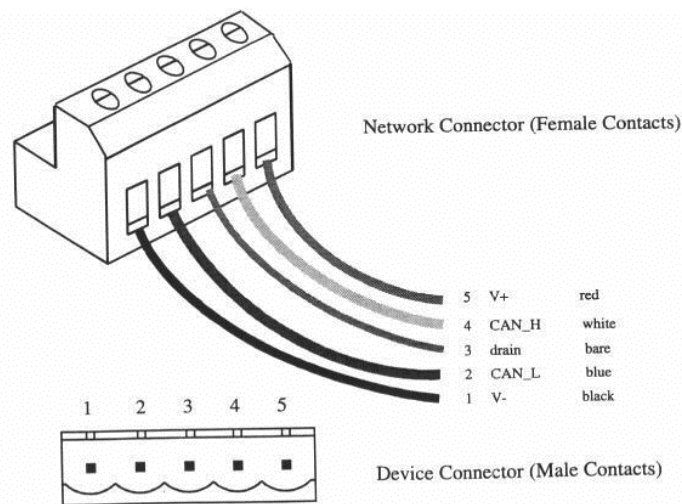 Network Connector (Female Contacts)
5 V+ red
4 CAN_H white
3 drain bare
2 CAN_L blue
1 V- black
1 2 3 4 5
Device Connector (Male Contacts)